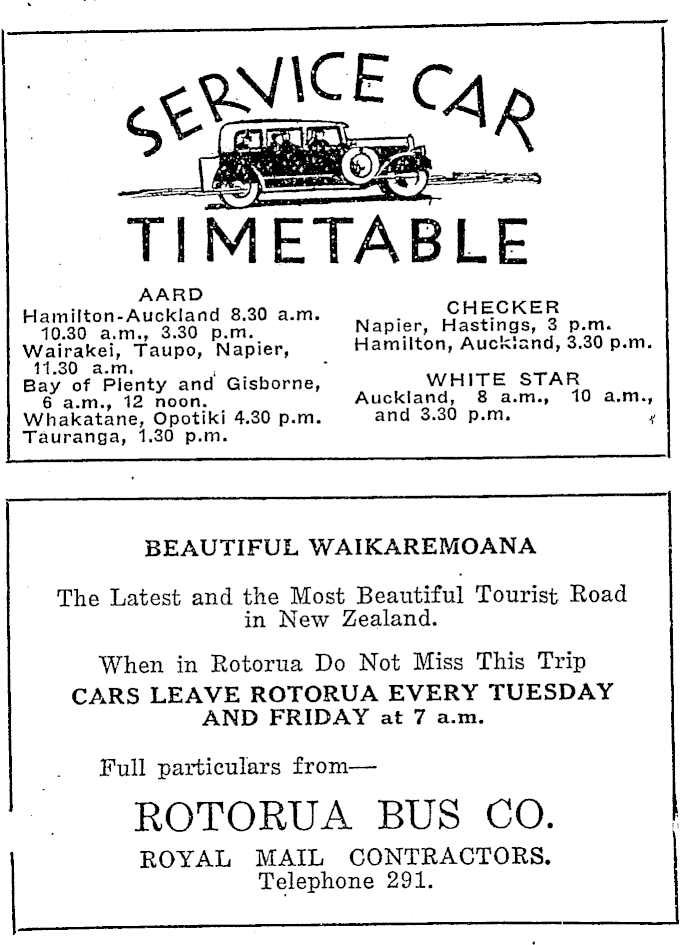 SERVICE CAR
TIMETABLE
AARD
Hamilton-Auckland 8.30 a.m.
10.30 a.m., 3.30 p.m.
Wairakei, Taupo, Napier,
11.30 a.m.
Bay of Plenty and Gisborne,
6 a.m., 12 noon.
Whakatane, Opotiki 4.30 p.m.
Tauranga, 1.30 p.m.
CHECKER
Napier, Hastings, 3 p.m.
Hamilton, Auckland, 3.30 p.m.
WHITE STAR
Auckland, 8 a.m., 10 a.m.,
and 3.30 p.m.
BEAUTIFUL WAIKAREMOANA
The Latest and the Most Beautiful Tourist Road
in New Zealand.
When in Rotorua Do Not Miss This Trip
CARS LEAVE ROTORUA EVERY TUESDAY
AND FRIDAY at 7 a.m.
Full particulars from—
ROTORUA BUS CO.
ROYAL MAIL CONTRACTORS.
Telephone 291.